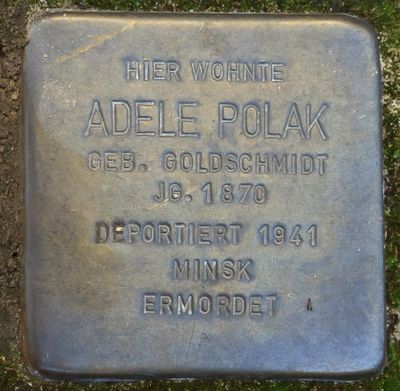 HIER WOHNTE
ADELE POLAK
GEB. GOLDSCHMIDT
JG. 1870
DEPORTIERT 1941
MINSK
ERMORDET